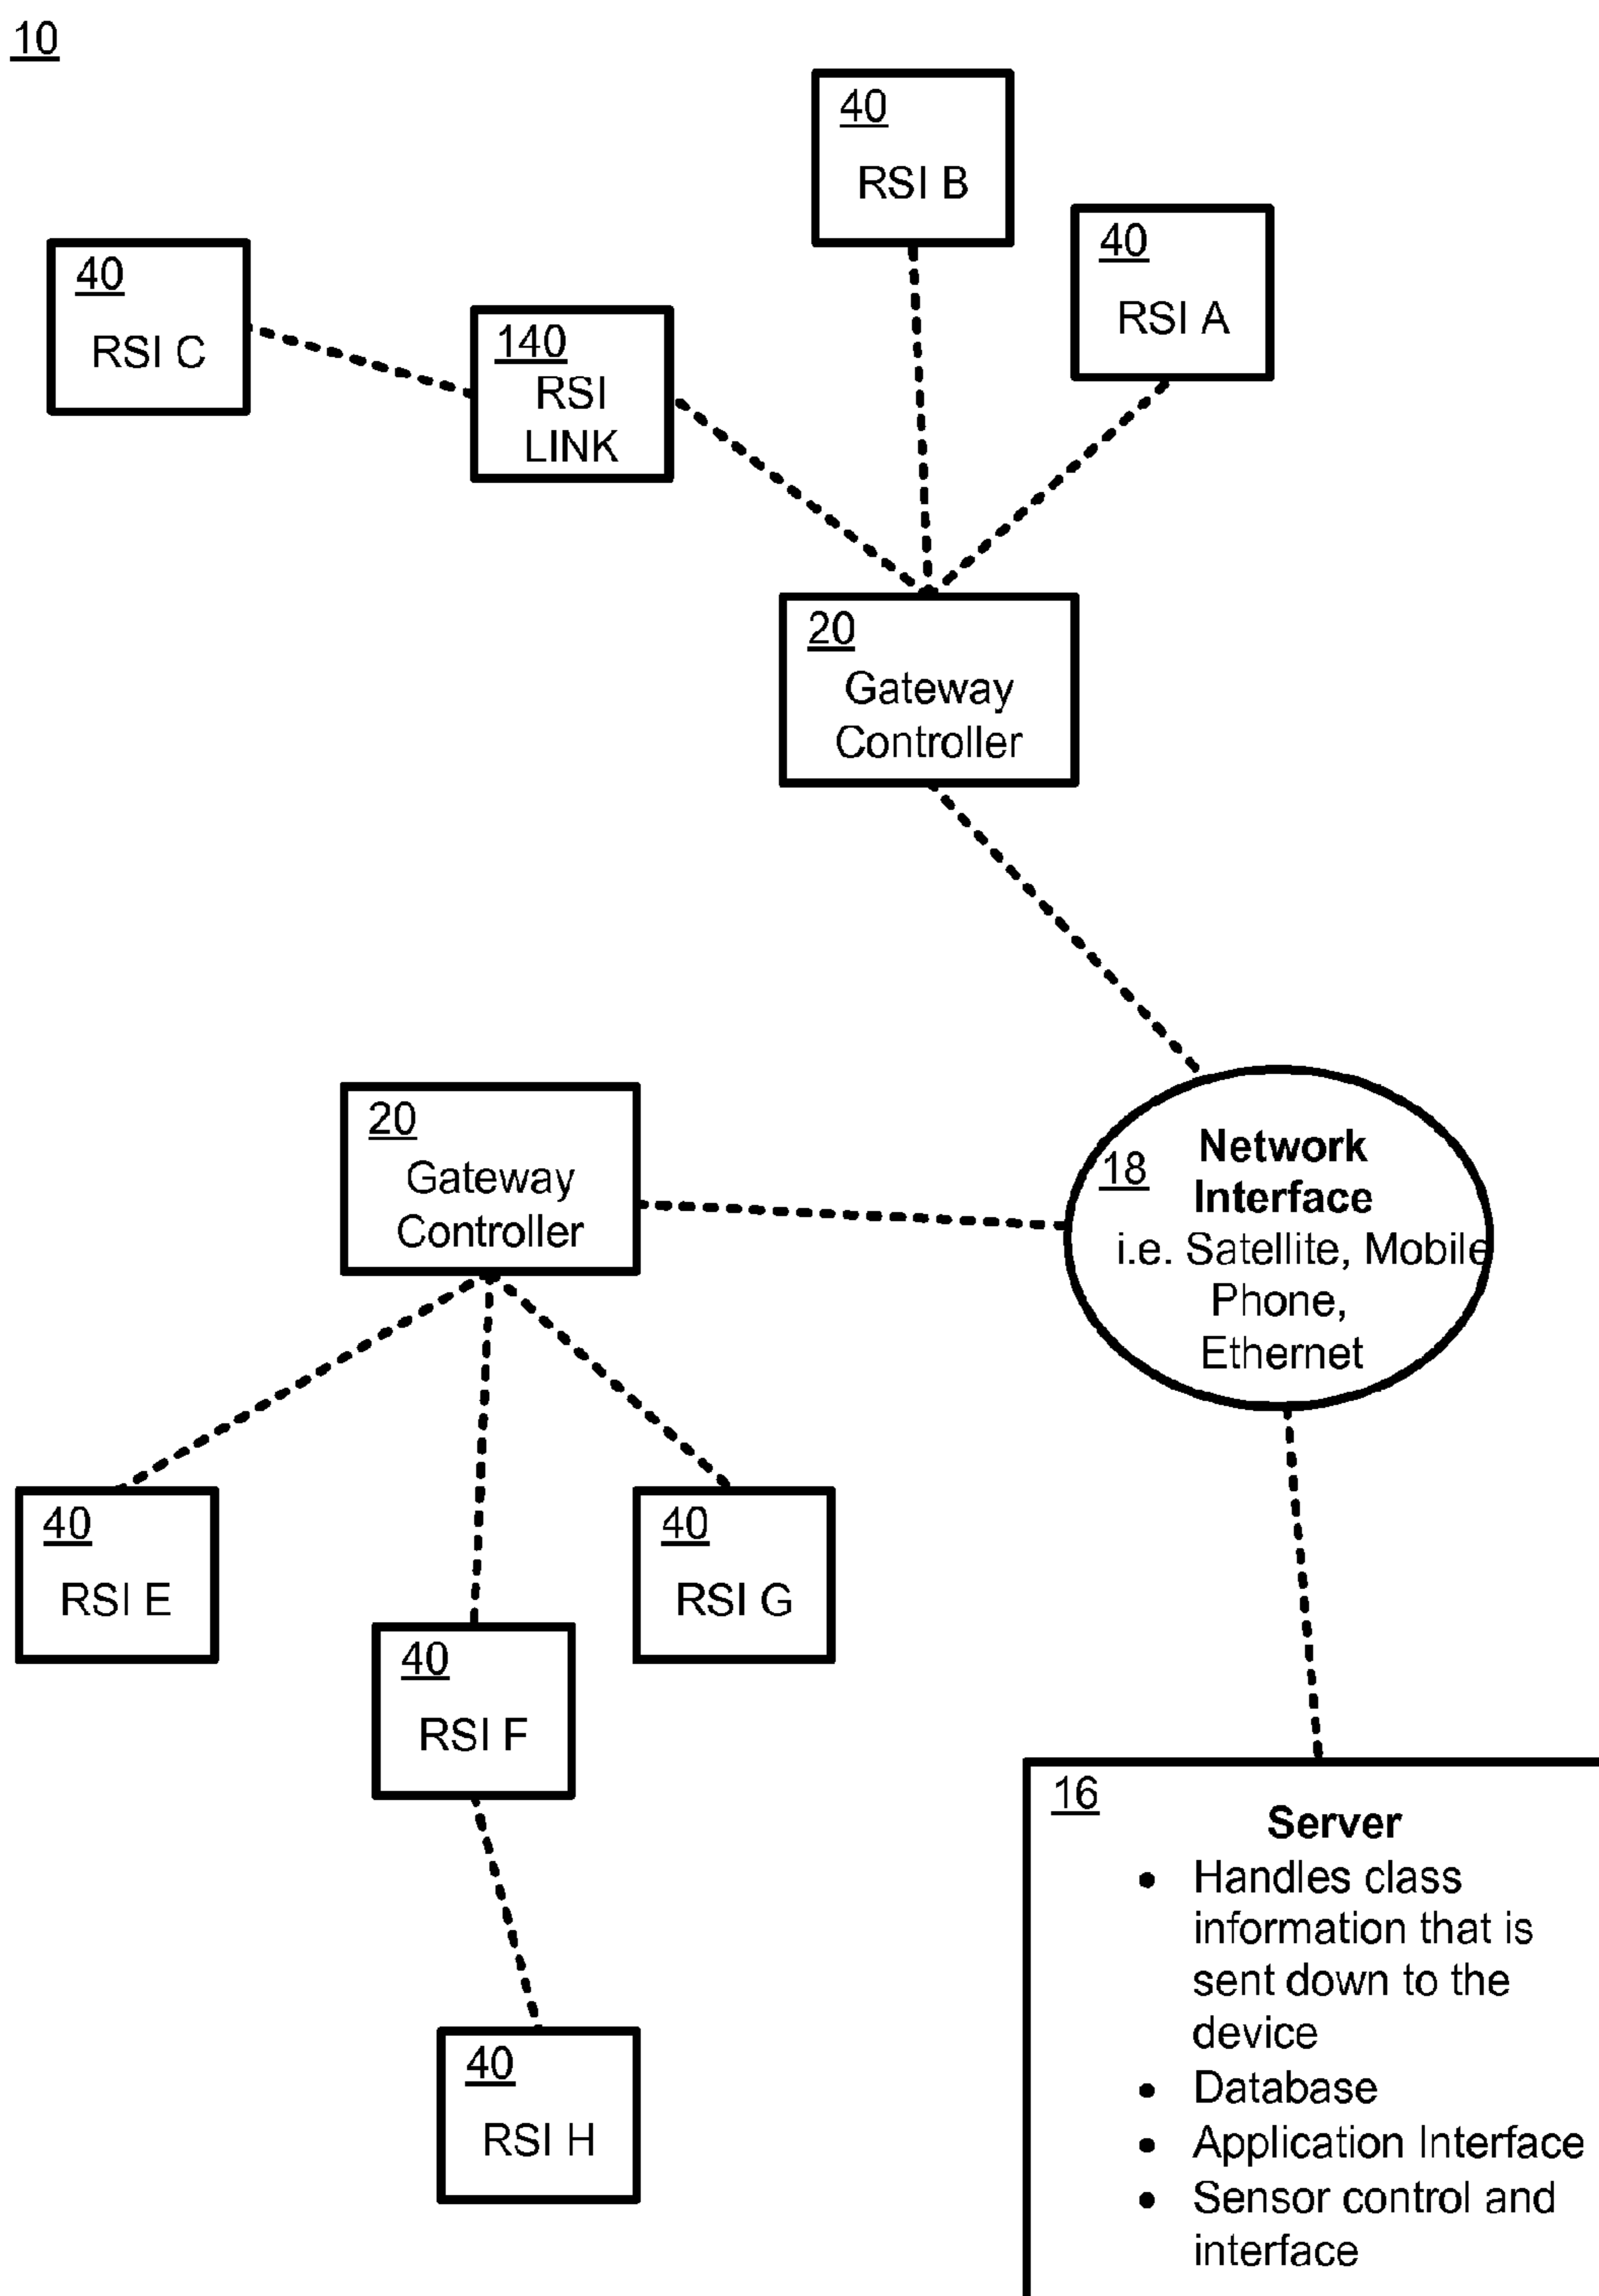 10
40
RSI B
40
RSI A
40
RSI C
140
RSI
LINK
20
Gateway
Controller
20
Gateway
Controller
18
Network
Interface
i.e. Satellite, Mobile
Phone,
Ethernet
40
RSI E
40
RSI G
40
RSI F
40
RSI H
16
Server
• Handles class
information that is
sent down to the
device
• Database
• Application Interface
• Sensor control and
interface